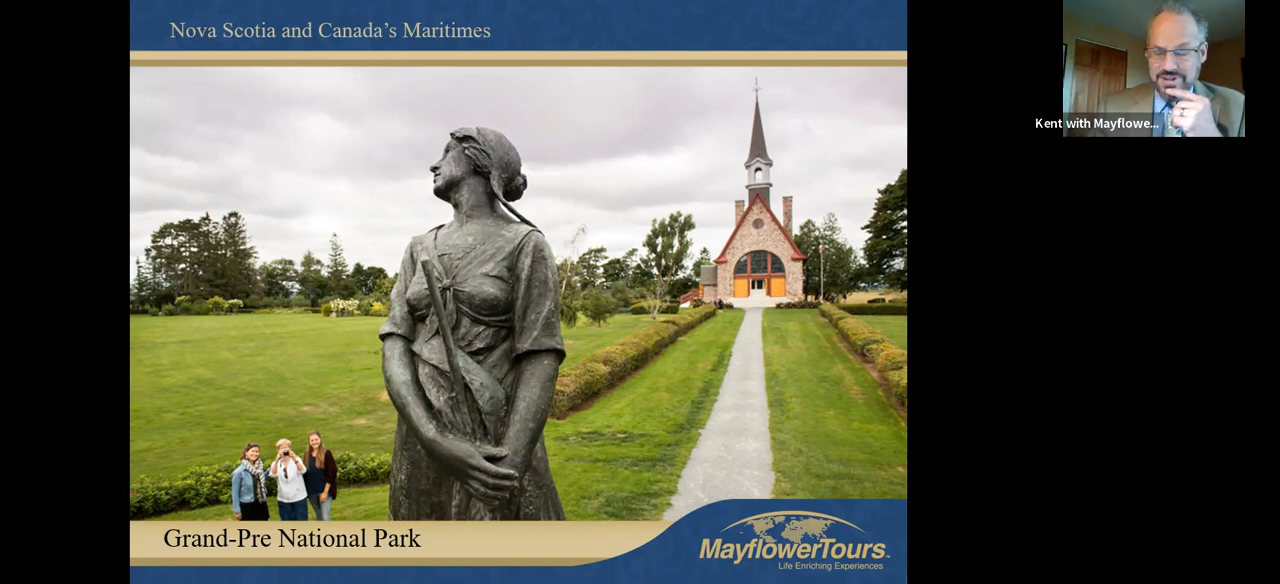 Nova Scotia and Canada's Maritimes
Kent with Mayflowe...
Grand-Pre National Park
MayflowerTours
Life Enriching Experiences